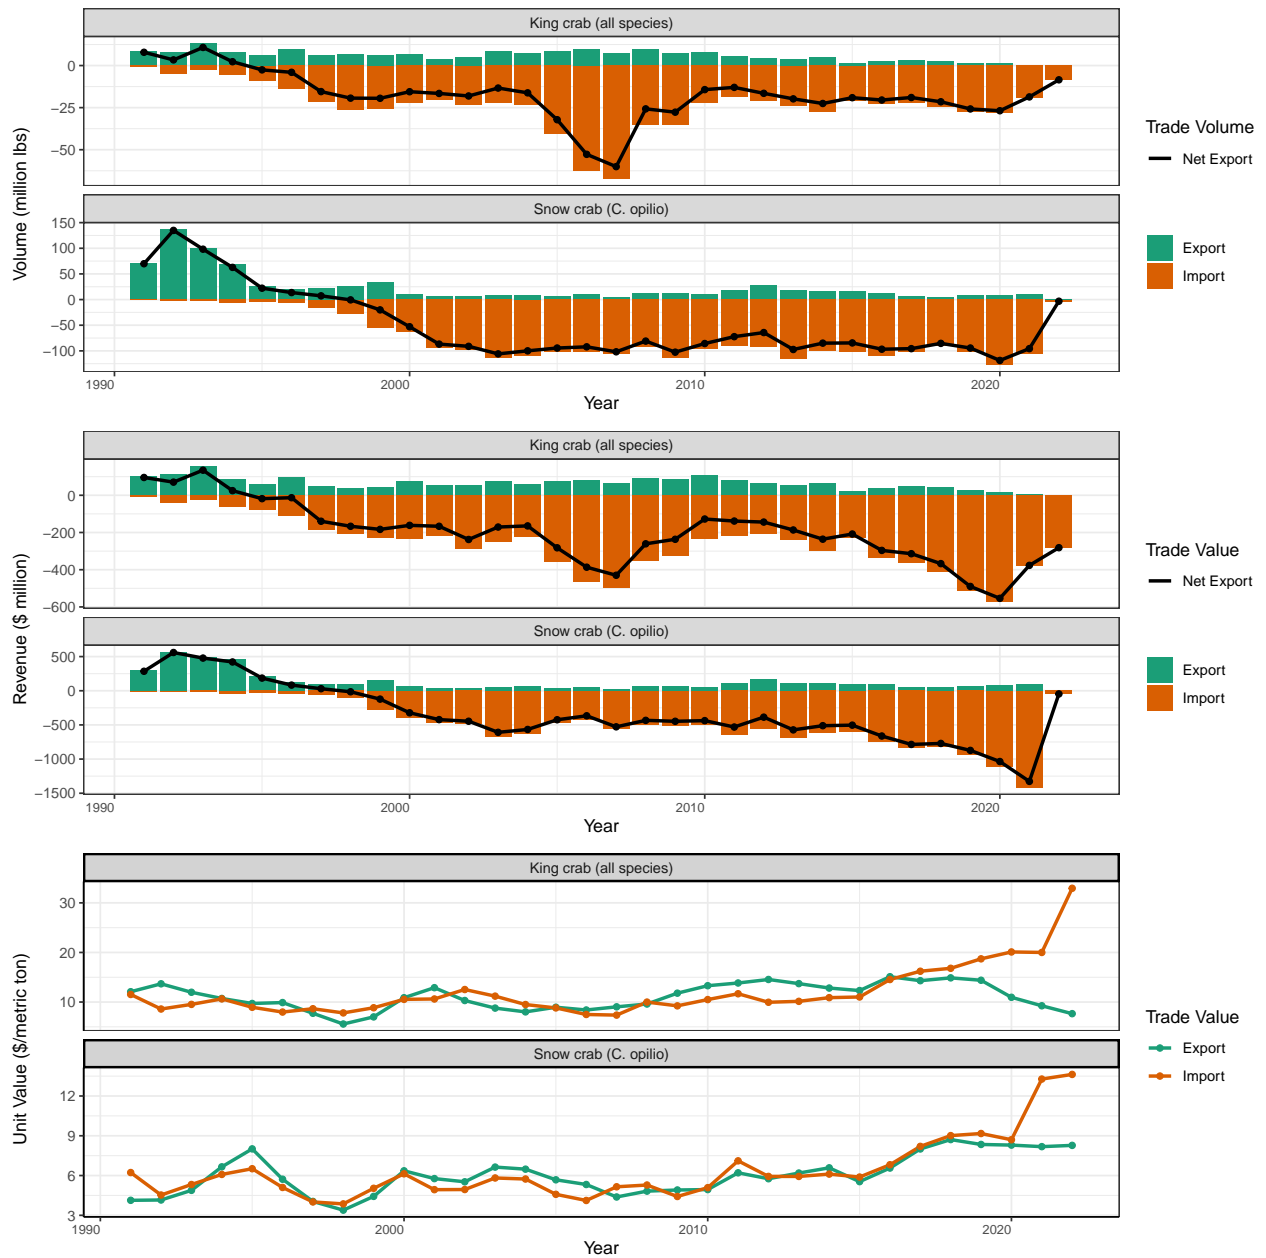 King crab (all species)
0
−25
−50
Snow crab (C. opilio)
150
100
50
0
−50
−100
1990
2000
2010
2020
Year
Volume (million lbs)
Trade Volume
Net Export
Export
Import
King crab (all species)
0
−200
−400
−600
Snow crab (C. opilio)
500
0
−500
−1000
−1500
1990
2000
2010
2020
Year
Revenue ($ million)
Trade Value
Net Export
Export
Import
King crab (all species)
30
20
10
Snow crab (C. opilio)
12
9
6
3
1990
2000
2010
2020
Year
Unit Value ($/metric ton)
Trade Value
Export
Import